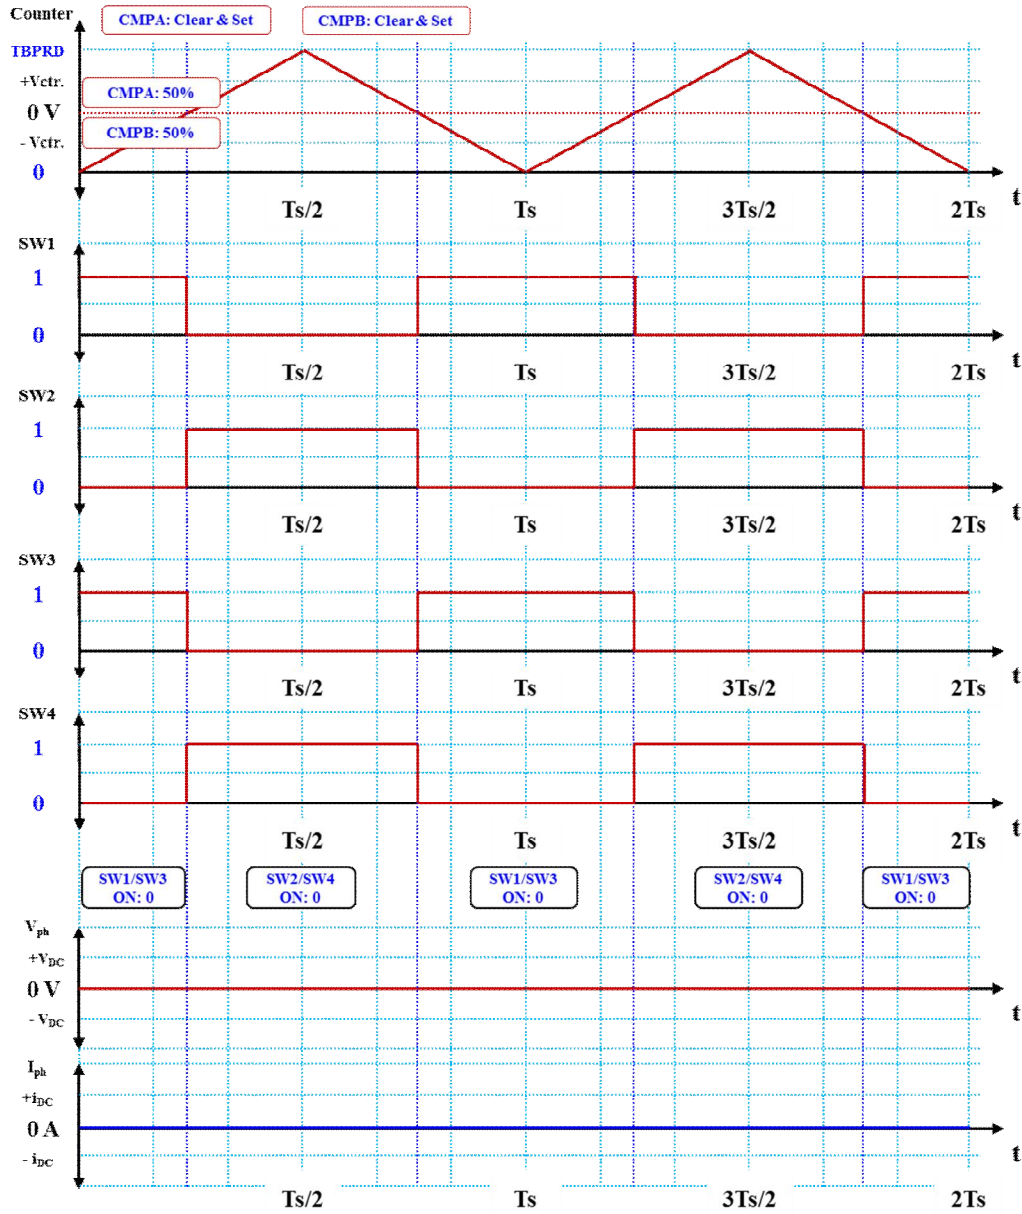 Counter
CMPA: Clear & Set
CMPB: Clear & Set
TBPRD
+Vctr.
CMPA: 50%
0 V
CMPB: 50%
- Vctr.
0
Ts/2 Ts 3Ts/2 2Ts
t
SW1
1
0
Ts/2 Ts 3Ts/2 2Ts
t
SW2
1
0
Ts/2 Ts 3Ts/2 2Ts
t
SW3
1
0
Ts/2 Ts 3Ts/2 2Ts
t
SW4
1
0
Ts/2 Ts 3Ts/2 2Ts
t
SW1/SW3
ON: 0
SW2/SW4
ON: 0
SW1/SW3
ON: 0
SW2/SW4
ON: 0
SW1/SW3
ON: 0
Vph
+VDC
0 V
- VDC
t
Iph
+iDC
0 A
- iDC
t
Ts/2 Ts 3Ts/2 2Ts